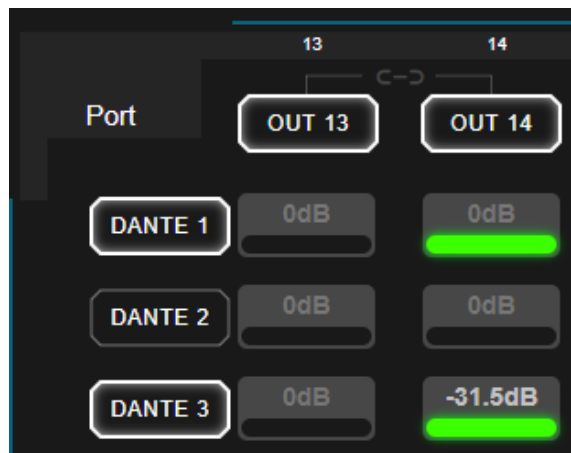 13 14
Port OUT 13 OUT 14
DANTE 1 0dB 0dB
DANTE 2 0dB 0dB
DANTE 3 0dB -31.5dB